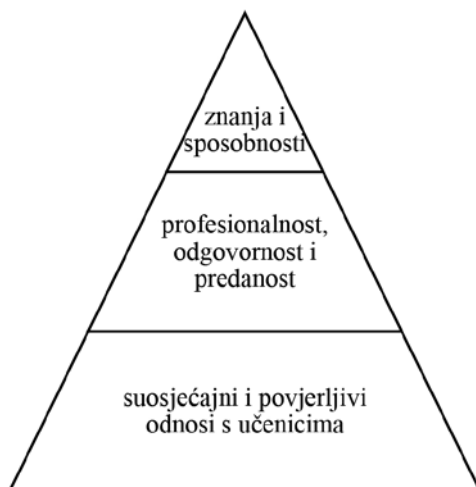 znanja i
sposobnosti
profesionalnost,
odgovornost i
predanost
suosjećajni i povjerljivi
odnosi s učenicima